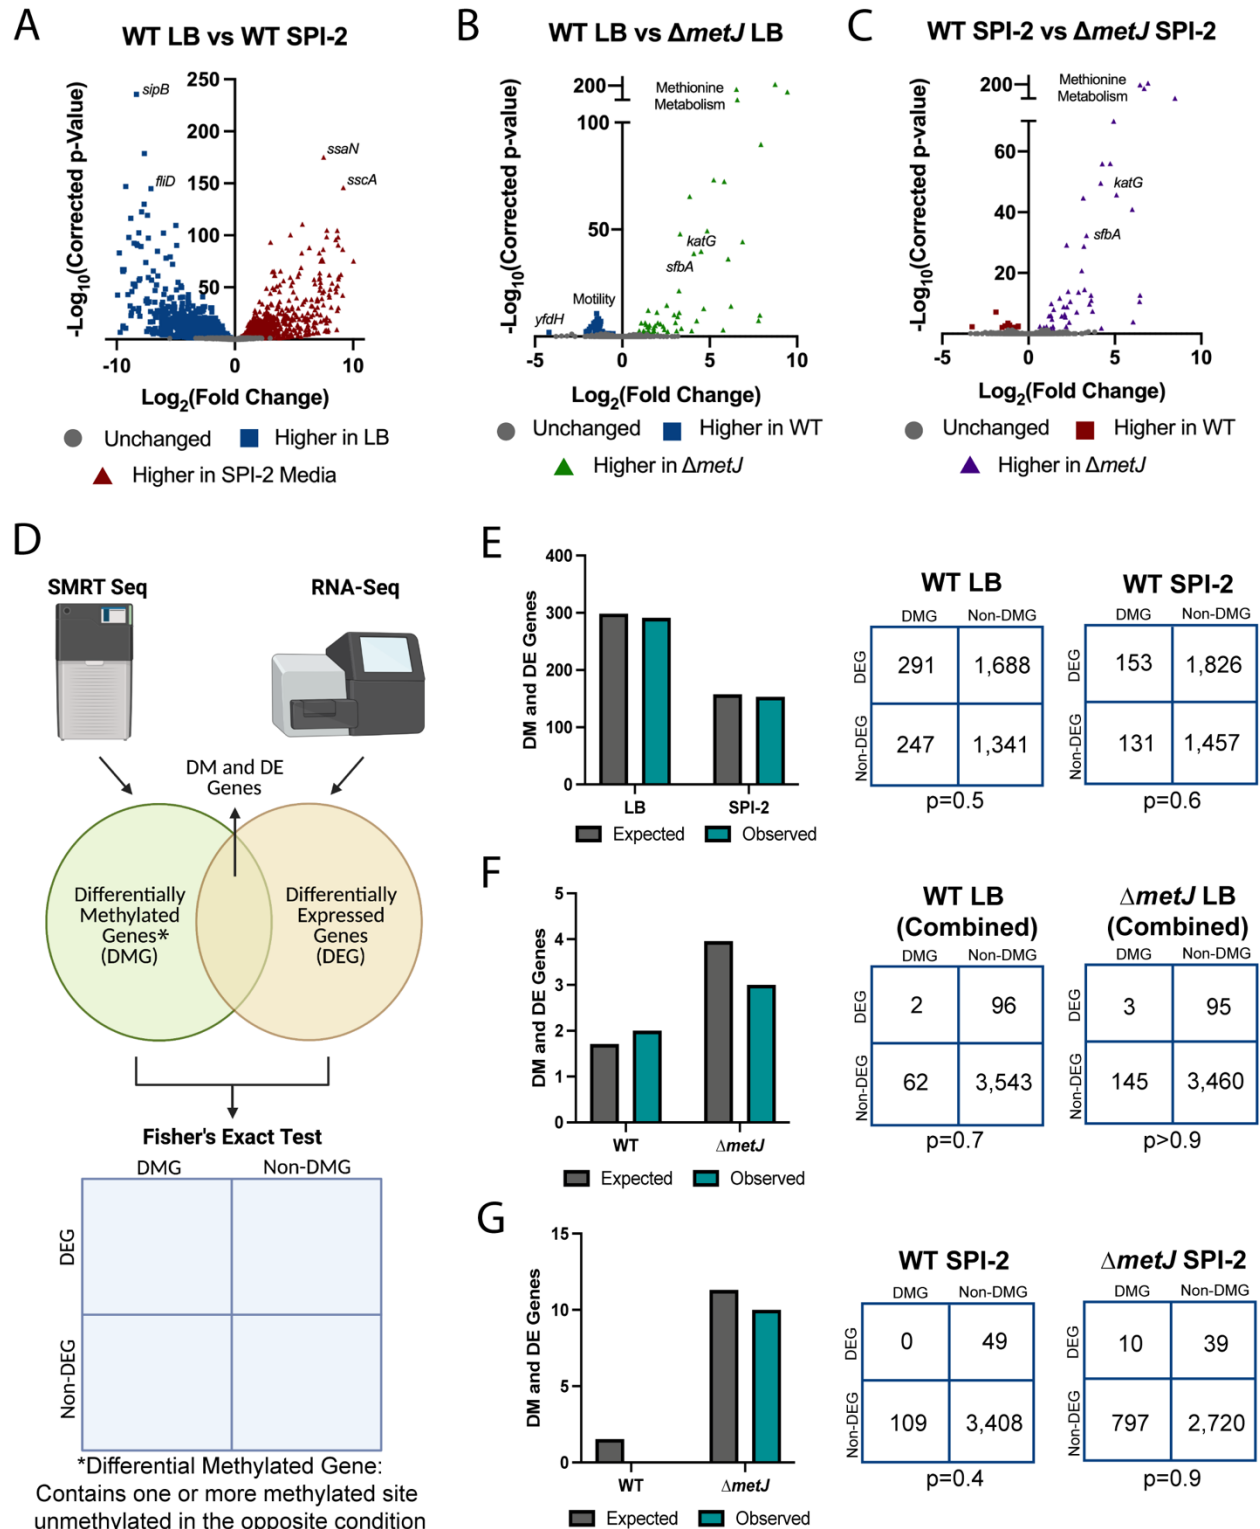 A
WT LB vs WT SPI-2
-Log10(Corrected p-value)
250
200
150
100
50
sipB
fliD
ssaN
sscA
-10
0
10
Log2(Fold Change)
Unchanged
Higher in LB
Higher in SPI-2 Media
B
WT LB vs ΔmetJ LB
-Log10(Corrected p-value)
200
100
50
Methionine
Metabolism
katG
sfbA
Motility
yfdH
-5
0
5
10
Log2(Fold Change)
Unchanged
Higher in WT
Higher in ΔmetJ
C
WT SPI-2 vs ΔmetJ SPI-2
-Log10(Corrected p-value)
200
60
40
20
Methionine
Metabolism
katG
sfbA
-5
0
5
10
Log2(Fold Change)
Unchanged
Higher in WT
Higher in ΔmetJ
D
SMRT Seq
RNA-Seq
DM and DE
Genes
Differentially
Methylated
Genes*
(DMG)
Differentially
Expressed
Genes
(DEG)
Fisher's Exact Test
DMG
Non-DMG
DEG
Non-DEG
*Differential Methylated Gene:
Contains one or more methylated site
unmethylated in the opposite condition
E
DM and DE Genes
400
300
200
100
0
LB
SPI-2
Expected
Observed
WT LB
DMG
Non-DMG
DEG
291
1,688
Non-DEG
247
1,341
p=0.5
WT SPI-2
DMG
Non-DMG
DEG
153
1,826
Non-DEG
131
1,457
p=0.6
F
DM and DE Genes
5
4
3
2
1
0
WT
ΔmetJ
Expected
Observed
WT LB
(Combined)
DMG
Non-DMG
DEG
2
96
Non-DEG
62
3,543
p=0.7
ΔmetJ LB
(Combined)
DMG
Non-DMG
DEG
3
95
Non-DEG
145
3,460
p>0.9
G
DM and DE Genes
15
10
5
0
WT
ΔmetJ
Expected
Observed
WT SPI-2
DMG
Non-DMG
DEG
0
49
Non-DEG
109
3,408
p=0.4
ΔmetJ SPI-2
DMG
Non-DMG
DEG
10
39
Non-DEG
797
2,720
p=0.9